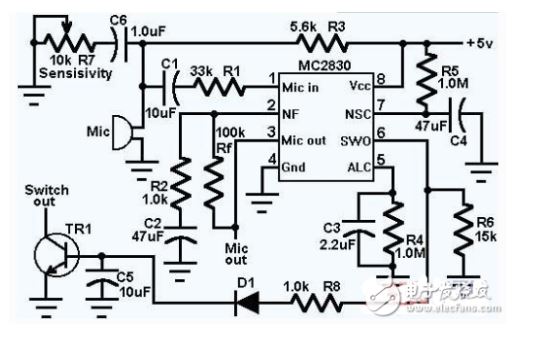 C6
1.0uF
5.6k R3
+5v
10k R7
Sensisivity
C1
33k R1
10uF
MC2830
1 Mic in
Vcc 8
2 NF
NSC 7
3 Mic out
SWO 6
4 Gnd
ALC 5
R5
1.0M
47uF
C4
Mic
100k
Rf
R2
1.0k
C2
47uF
Mic
out
C3
2.2uF
R4
1.0M
R6
15k
Switch
out
TR1
C5
10uF
D1
1.0k R8
电子发烧友
www.elecfans.com